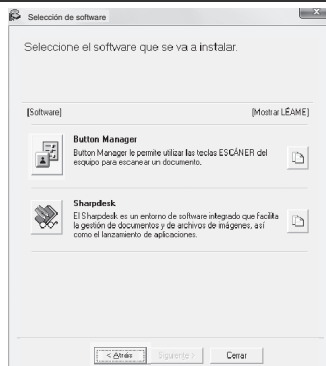 Selección de software
Seleccione el software que se va a instalar.
[Software] [Mostrar LÉAME]
Button Manager
Button Manager le permite utilizar las teclas ESCÁNER del
esquipo para escanear un documento.
Sharpdesk
El Sharpdesk es un entorno de software integrado que facilita
la gestión de documentos y de archivos de imágenes, así
como el lanzamiento de aplicaciones.
< Atrás Siguiente > Cerrar